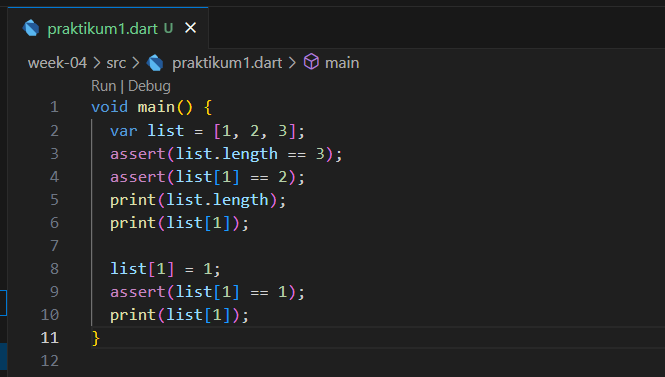 praktikum1.dart U ×
week-04 > src > praktikum1.dart > main
Run | Debug
1 void main() {
2 var list = [1, 2, 3];
3 assert(list.length == 3);
4 assert(list[1] == 2);
5 print(list.length);
6 print(list[1]);
7
8 list[1] = 1;
9 assert(list[1] == 1);
10 print(list[1]);
11 }
12